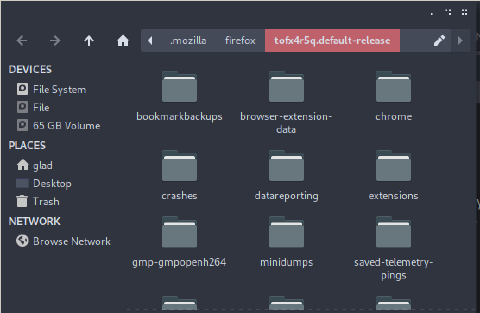 .mozilla firefox tofx4r5q.default-release
DEVICES
File System
File
65 GB Volume
PLACES
glad
Desktop
Trash
NETWORK
Browse Network
bookmarkbackups browser-extension-
data chrome
crashes datareporting extensions
gmp-gmpopenh264 minidumps saved-telemetry-
pings